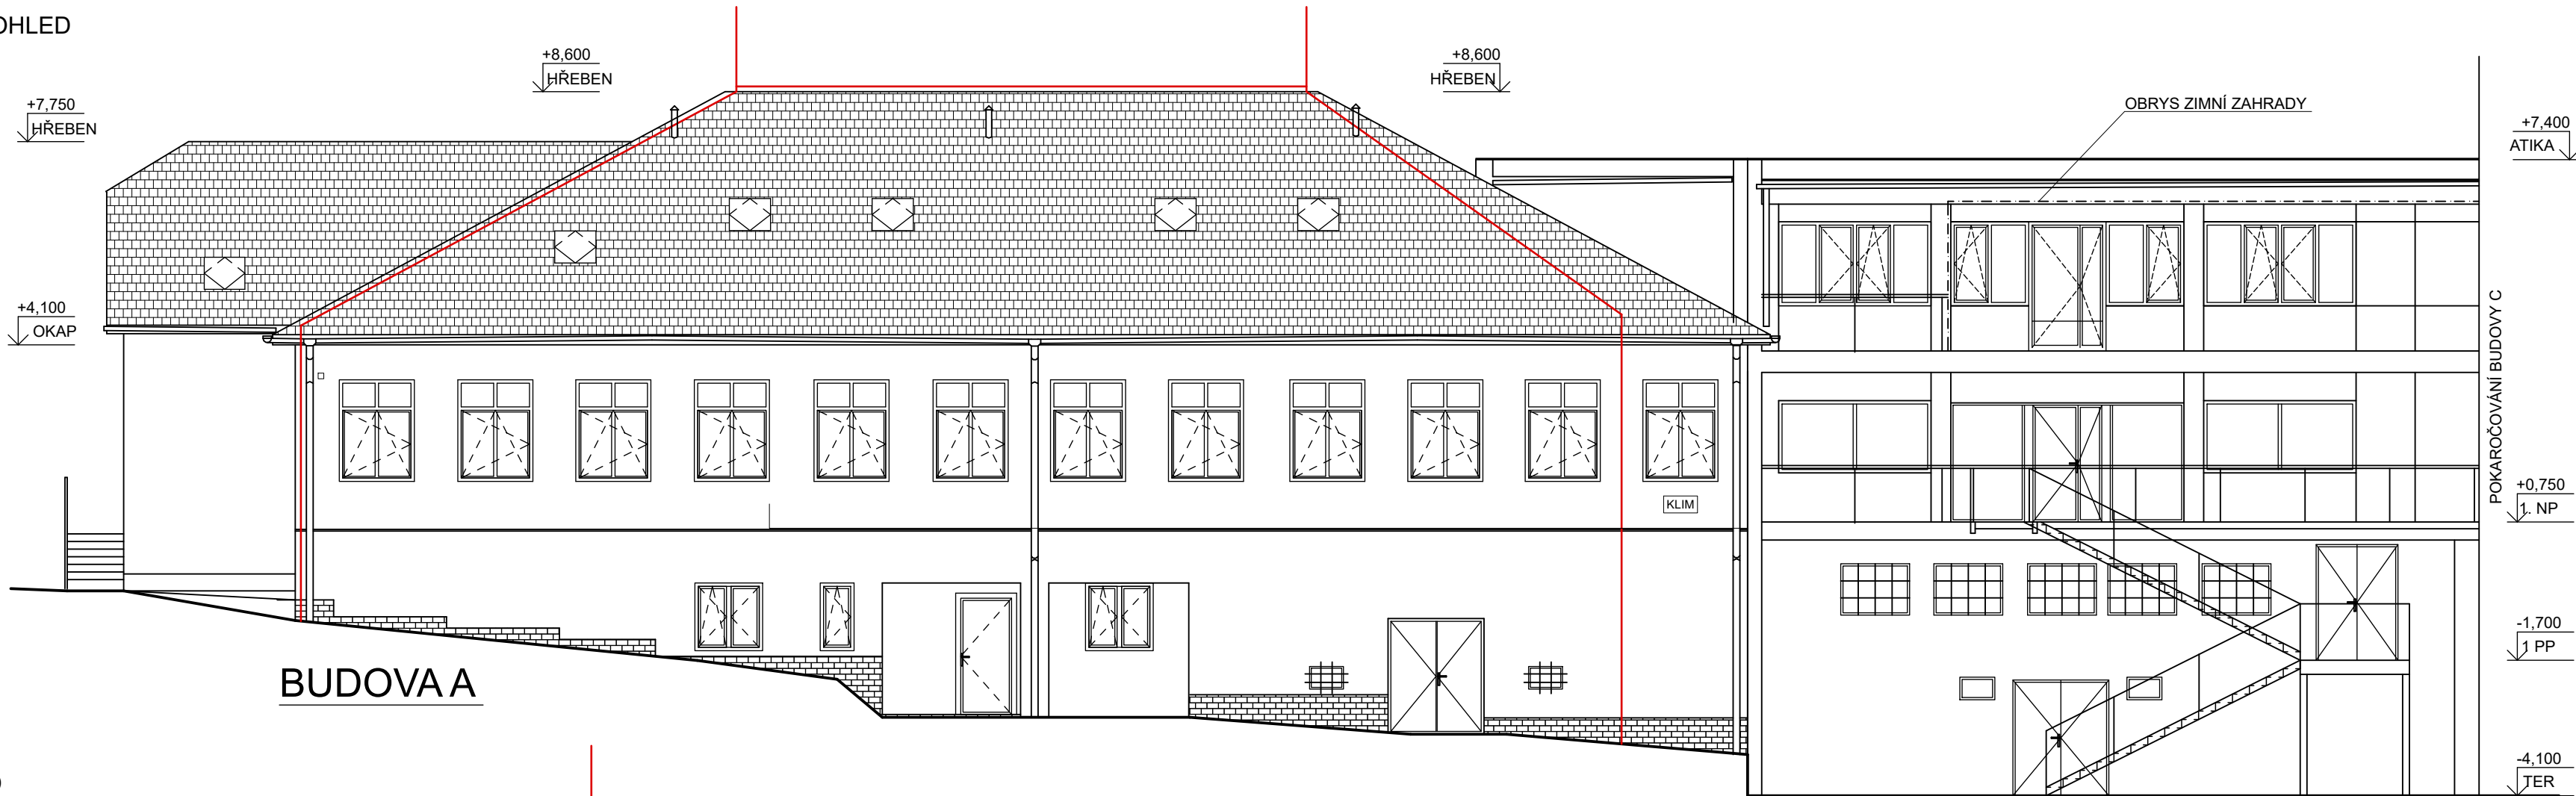 OHLED
+8,600
HŘEBEN
+8,600
HŘEBEN
+7,750
HŘEBEN
OBRYS ZIMNÍ ZAHRADY
+7,400
ATIKA
+4,100
OKAP
POKAROČOVÁNÍ BUDOVY C
KLIM
+0,750
1. NP
-1,700
1 PP
BUDOVA A
-4,100
TER